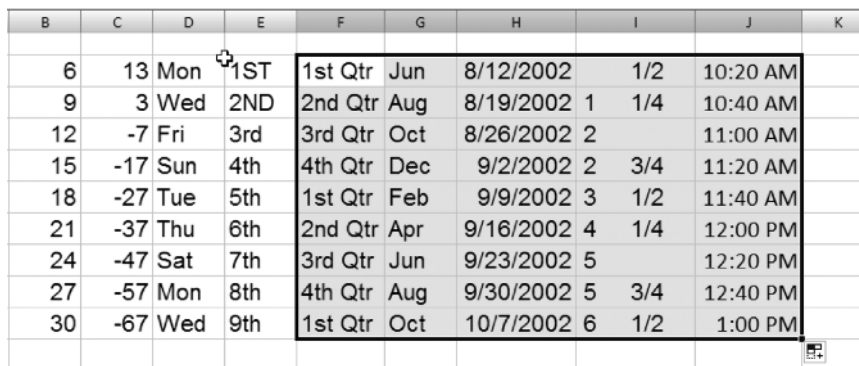 B C D E F G H I J K
6 13 Mon 1ST 1st Qtr Jun 8/12/2002 1/2 10:20 AM
9 3 Wed 2ND 2nd Qtr Aug 8/19/2002 1 1/4 10:40 AM
12 -7 Fri 3rd 3rd Qtr Oct 8/26/2002 2 11:00 AM
15 -17 Sun 4th 4th Qtr Dec 9/2/2002 2 3/4 11:20 AM
18 -27 Tue 5th 1st Qtr Feb 9/9/2002 3 1/2 11:40 AM
21 -37 Thu 6th 2nd Qtr Apr 9/16/2002 4 1/4 12:00 PM
24 -47 Sat 7th 3rd Qtr Jun 9/23/2002 5 12:20 PM
27 -57 Mon 8th 4th Qtr Aug 9/30/2002 5 3/4 12:40 PM
30 -67 Wed 9th 1st Qtr Oct 10/7/2002 6 1/2 1:00 PM